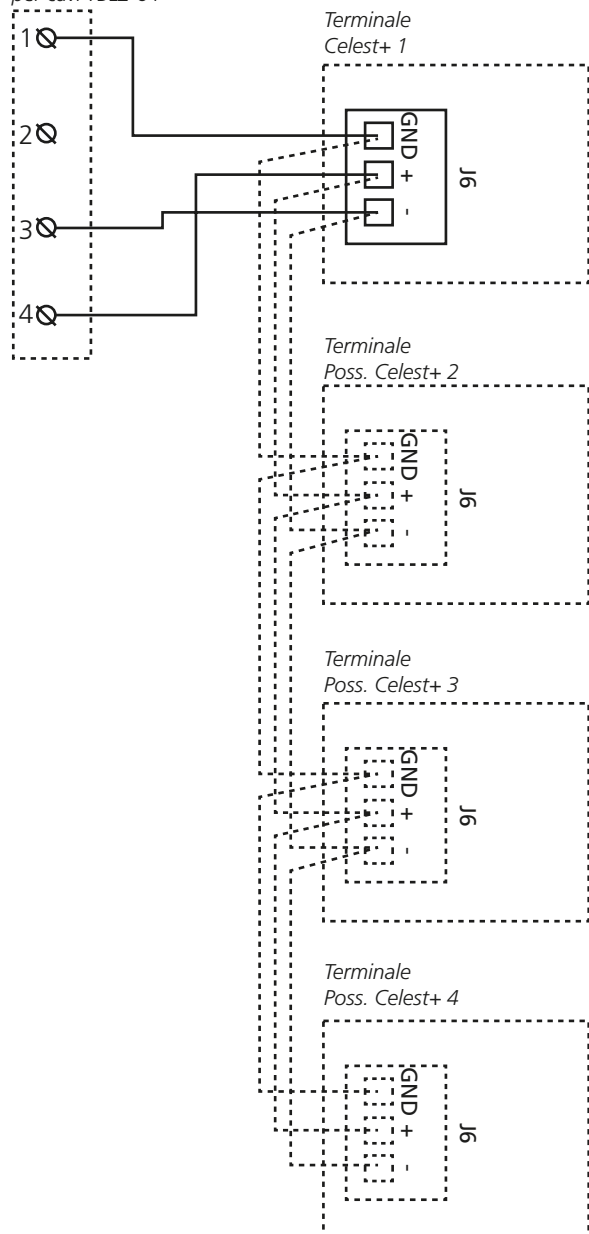 1
2
3
4
Terminale
Celest+ 1
GND
+
-
J6
Terminale
Poss. Celest+ 2
GND
+
-
J6
Terminale
Poss. Celest+ 3
GND
+
-
J6
Terminale
Poss. Celest+ 4
GND
+
-
J6